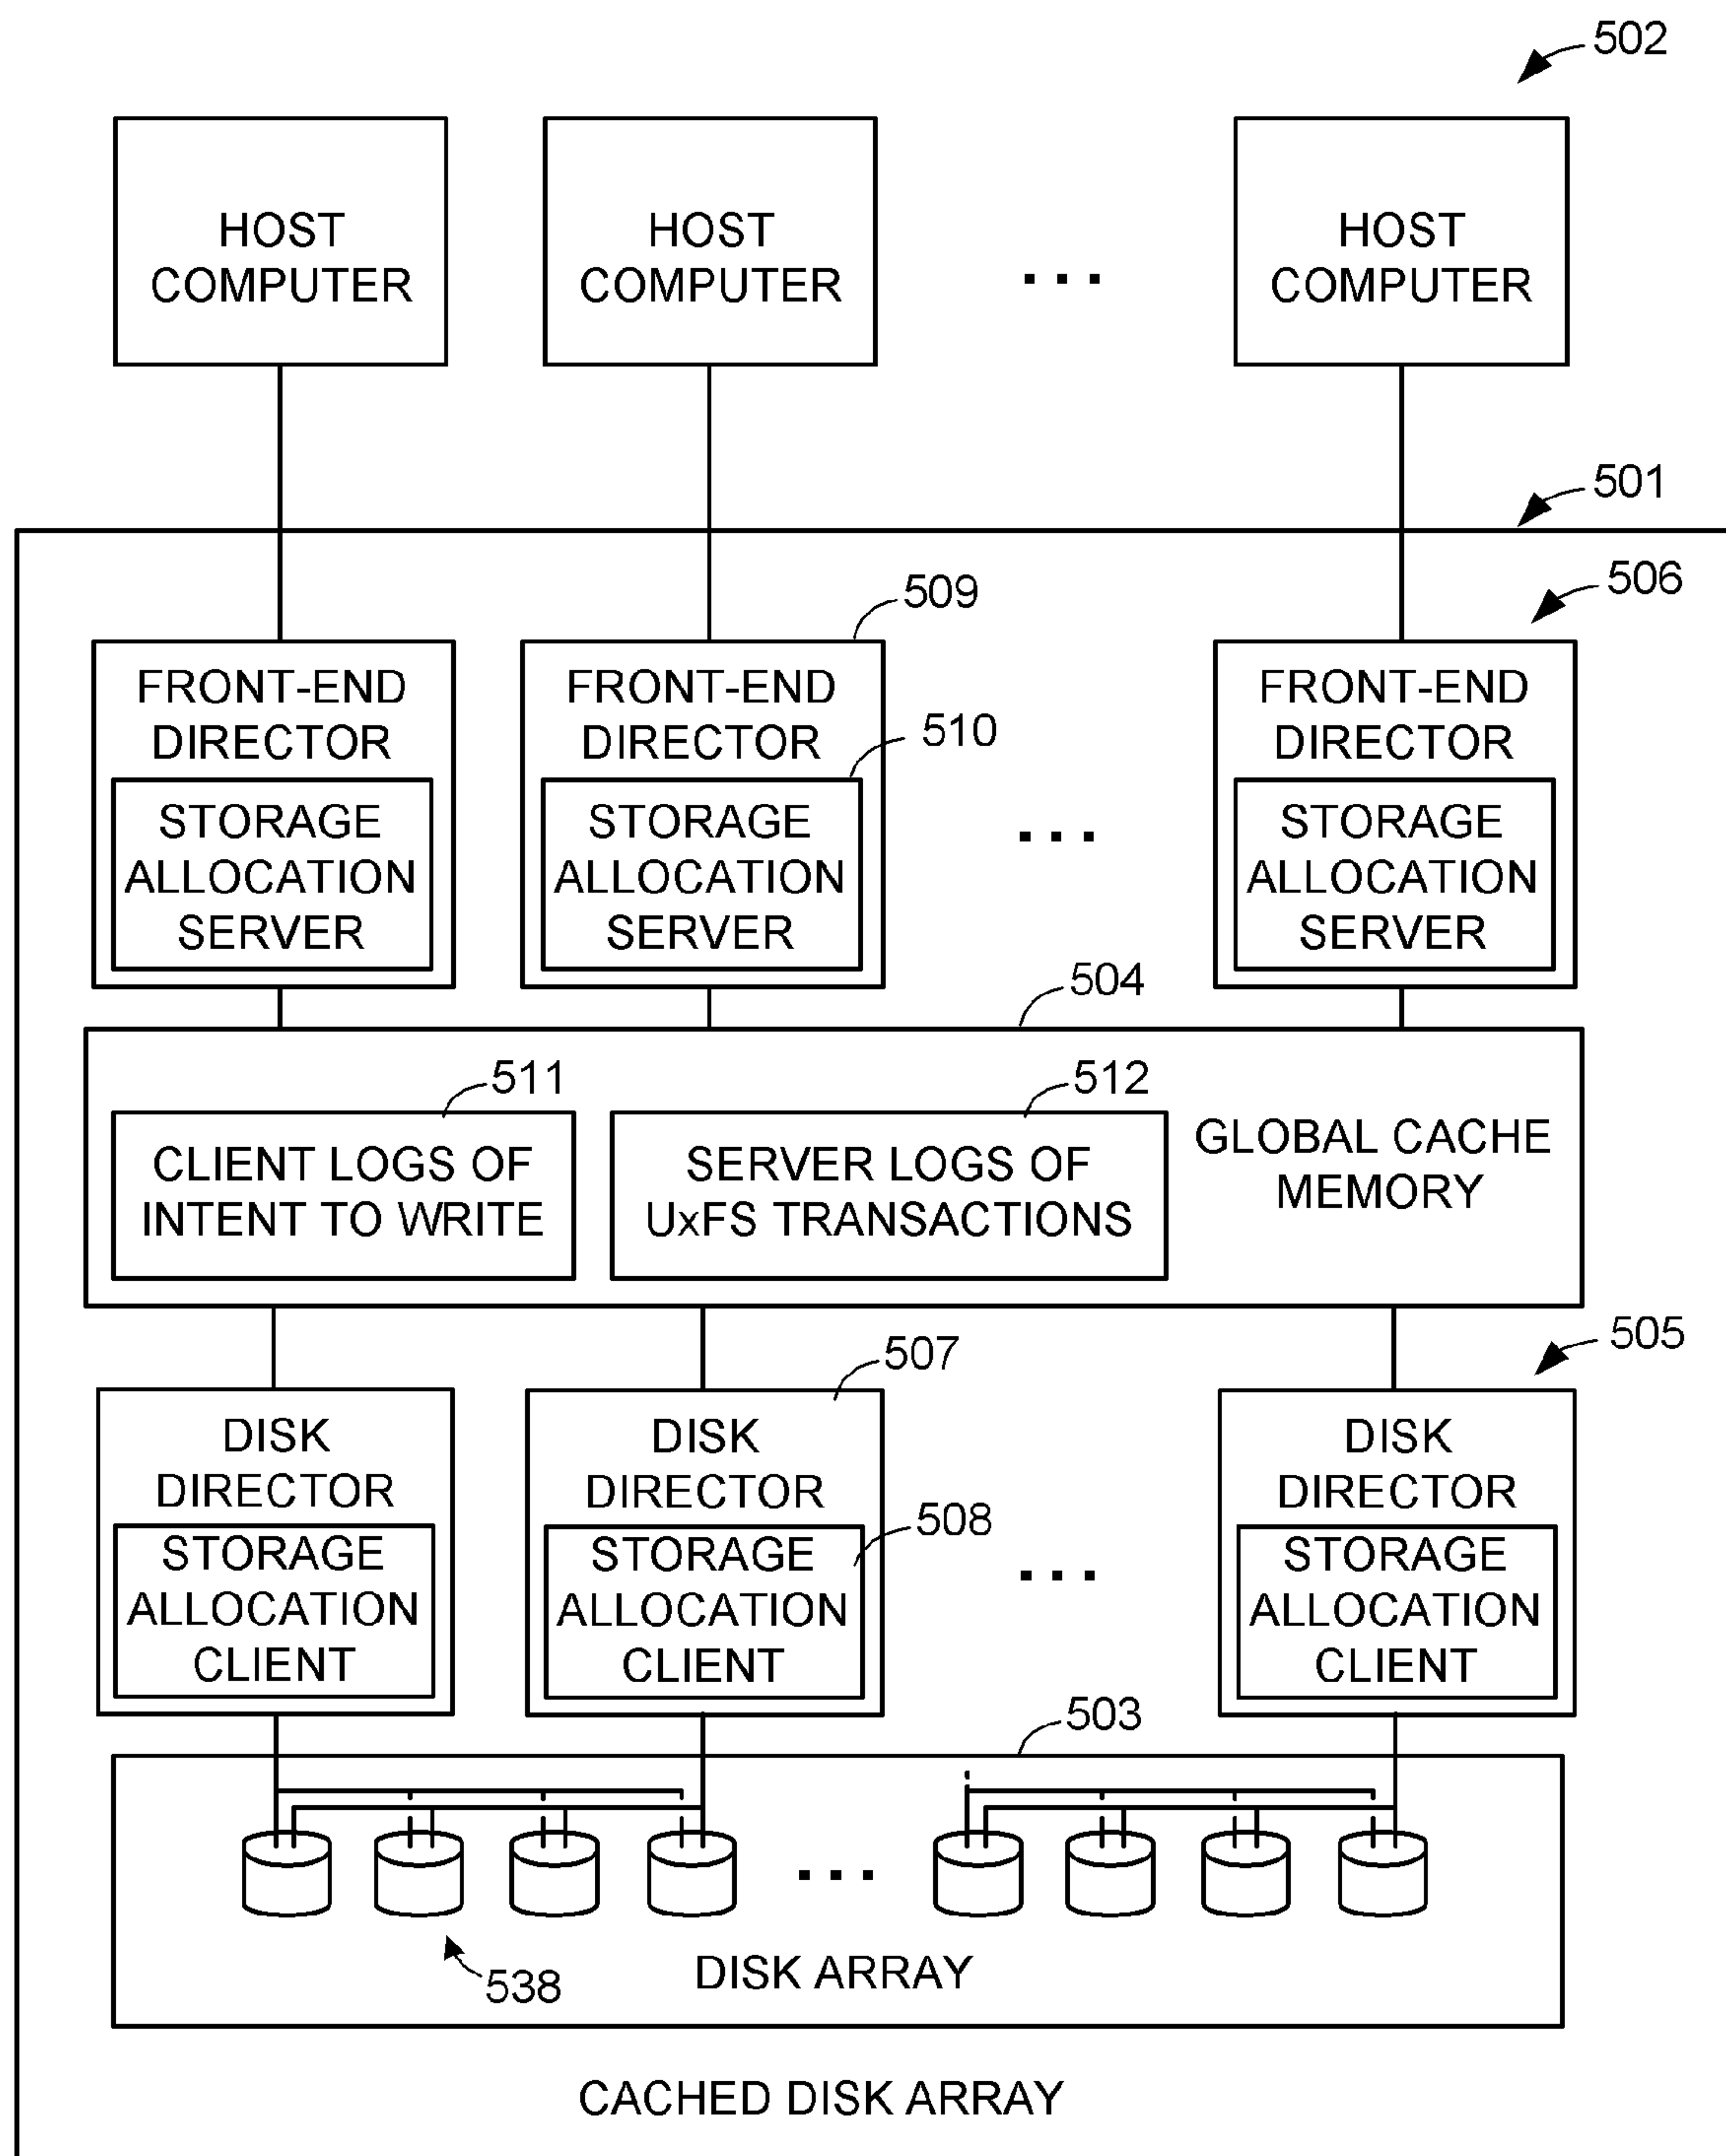 502
HOST HOST HOST
COMPUTER COMPUTER ... COMPUTER
501
506
509
FRONT-END FRONT-END FRONT-END
DIRECTOR DIRECTOR 510 DIRECTOR
STORAGE STORAGE ... STORAGE
ALLOCATION ALLOCATION ALLOCATION
SERVER SERVER SERVER
504
511 512
CLIENT LOGS OF SERVER LOGS OF GLOBAL CACHE
INTENT TO WRITE UxFS TRANSACTIONS MEMORY
505
507
DISK DISK DISK
DIRECTOR DIRECTOR DIRECTOR
508
STORAGE STORAGE ... STORAGE
ALLOCATION ALLOCATION ALLOCATION
CLIENT CLIENT CLIENT
503
...
538 DISK ARRAY
CACHED DISK ARRAY